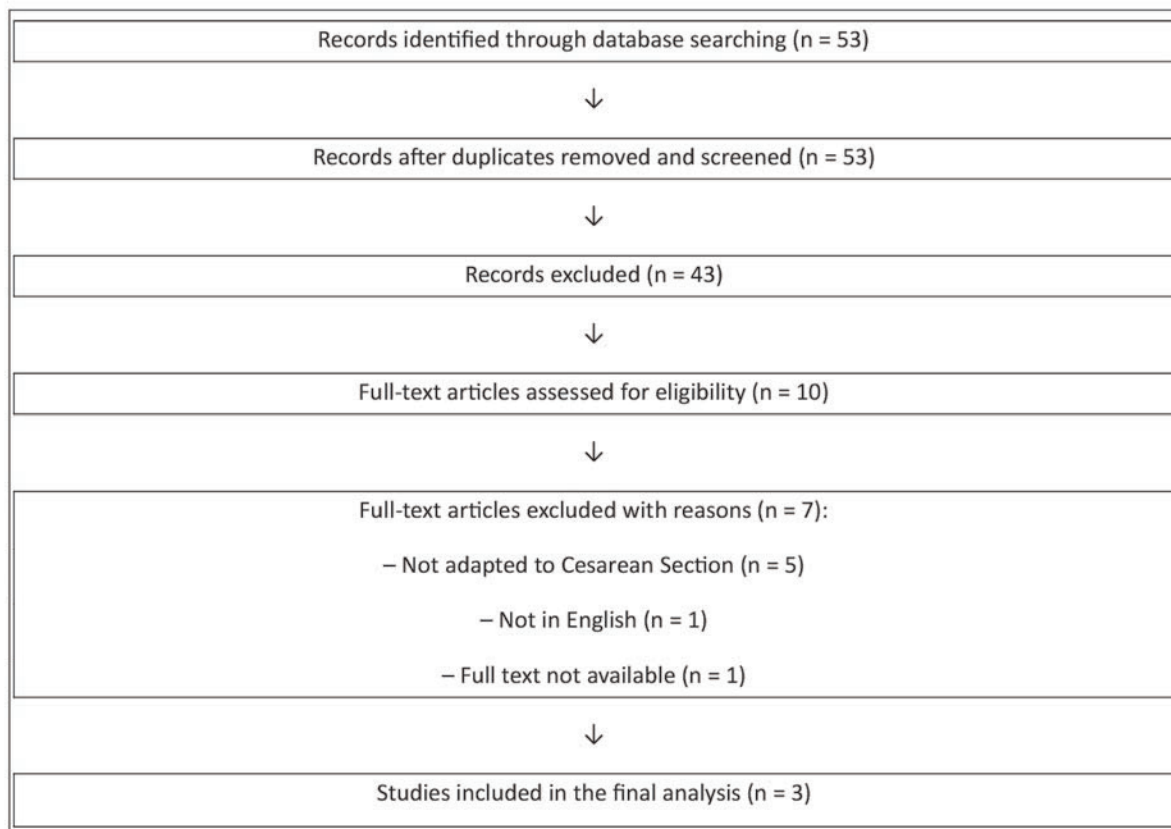 Records identified through database searching (n = 53)
↓
Records after duplicates removed and screened (n = 53)
↓
Records excluded (n = 43)
↓
Full-text articles assessed for eligibility (n = 10)
↓
Full-text articles excluded with reasons (n = 7):
– Not adapted to Cesarean Section (n = 5)
– Not in English (n = 1)
– Full text not available (n = 1)
↓
Studies included in the final analysis (n = 3)